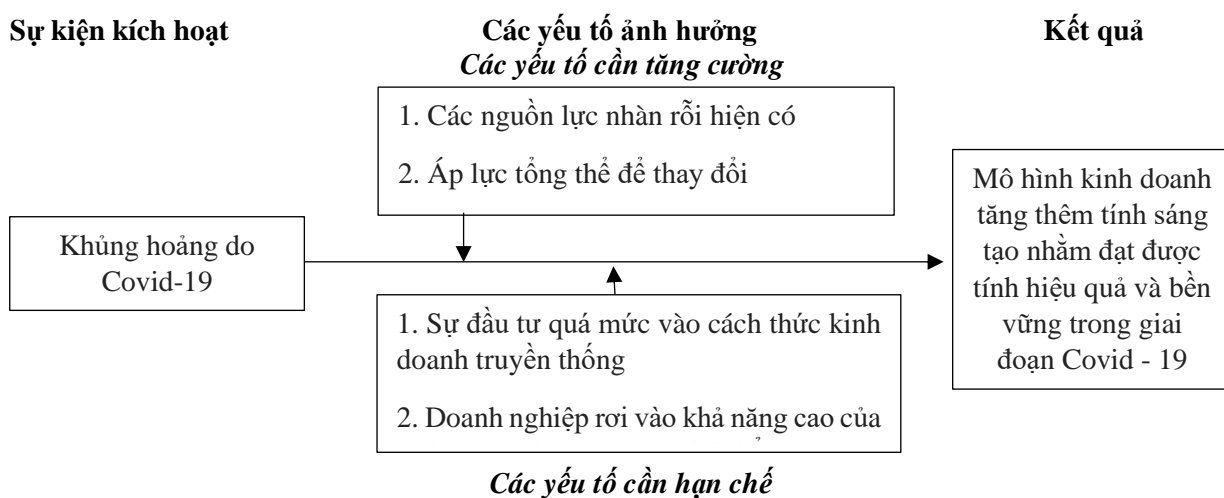 Sự kiện kích hoạt
Các yếu tố ảnh hưởng
Kết quả
Các yếu tố cần tăng cường
1. Các nguồn lực nhàn rỗi hiện có
2. Áp lực tổng thể để thay đổi
Khủng hoảng do
Covid-19
Mô hình kinh doanh
tăng thêm tính sáng
tạo nhằm đạt được
tính hiệu quả và bền
vững trong giai
đoạn Covid - 19
1. Sự đầu tư quá mức vào cách thức kinh
doanh truyền thống
2. Doanh nghiệp rơi vào khả năng cao của
Các yếu tố cần hạn chế